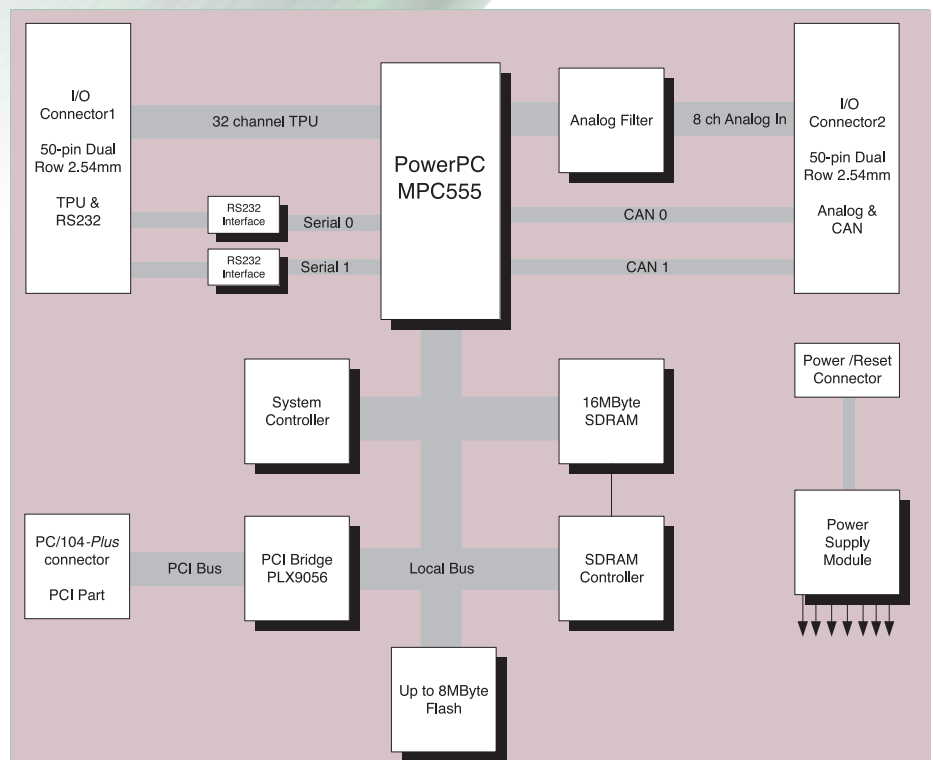 I/O
Connector1
50-pin Dual
Row 2.54mm
TPU &
RS232
32 channel TPU
RS232
Interface
Serial 0
RS232
Interface
Serial 1
PowerPC
MPC555
Analog Filter
8 ch Analog In
CAN 0
CAN 1
I/O
Connector2
50-pin Dual
Row 2.54mm
Analog &
CAN
System
Controller
16MByte
SDRAM
Power /Reset
Connector
PC/104-Plus
connector
PCI Part
PCI Bus
PCI Bridge
PLX9056
Local Bus
SDRAM
Controller
Power
Supply
Module
Up to 8MByte
Flash